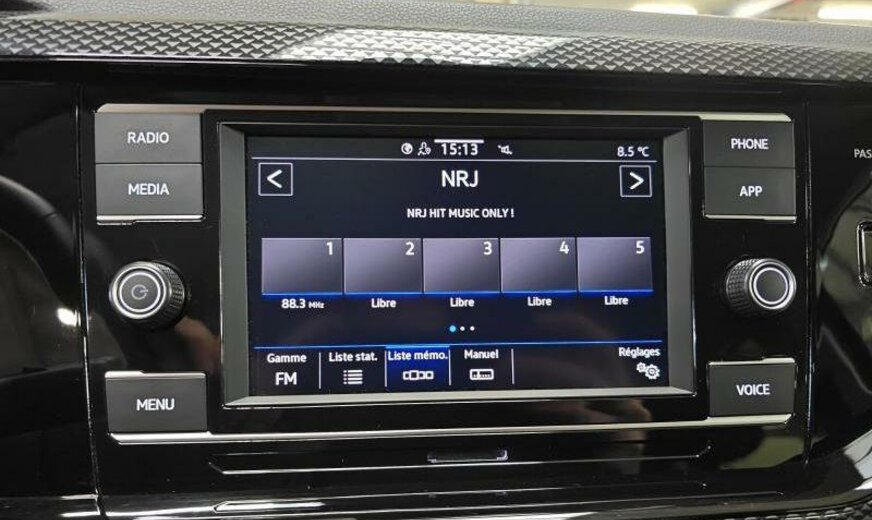 RADIO
MEDIA
MENU
15:13
8.5 °C
NRJ
NRJ HIT MUSIC ONLY !
1 2 3 4 5
88.3 MHz Libre Libre Libre Libre
Gamme Liste stat. Liste mémo. Manuel Réglages
FM
PHONE
APP
VOICE
PAS